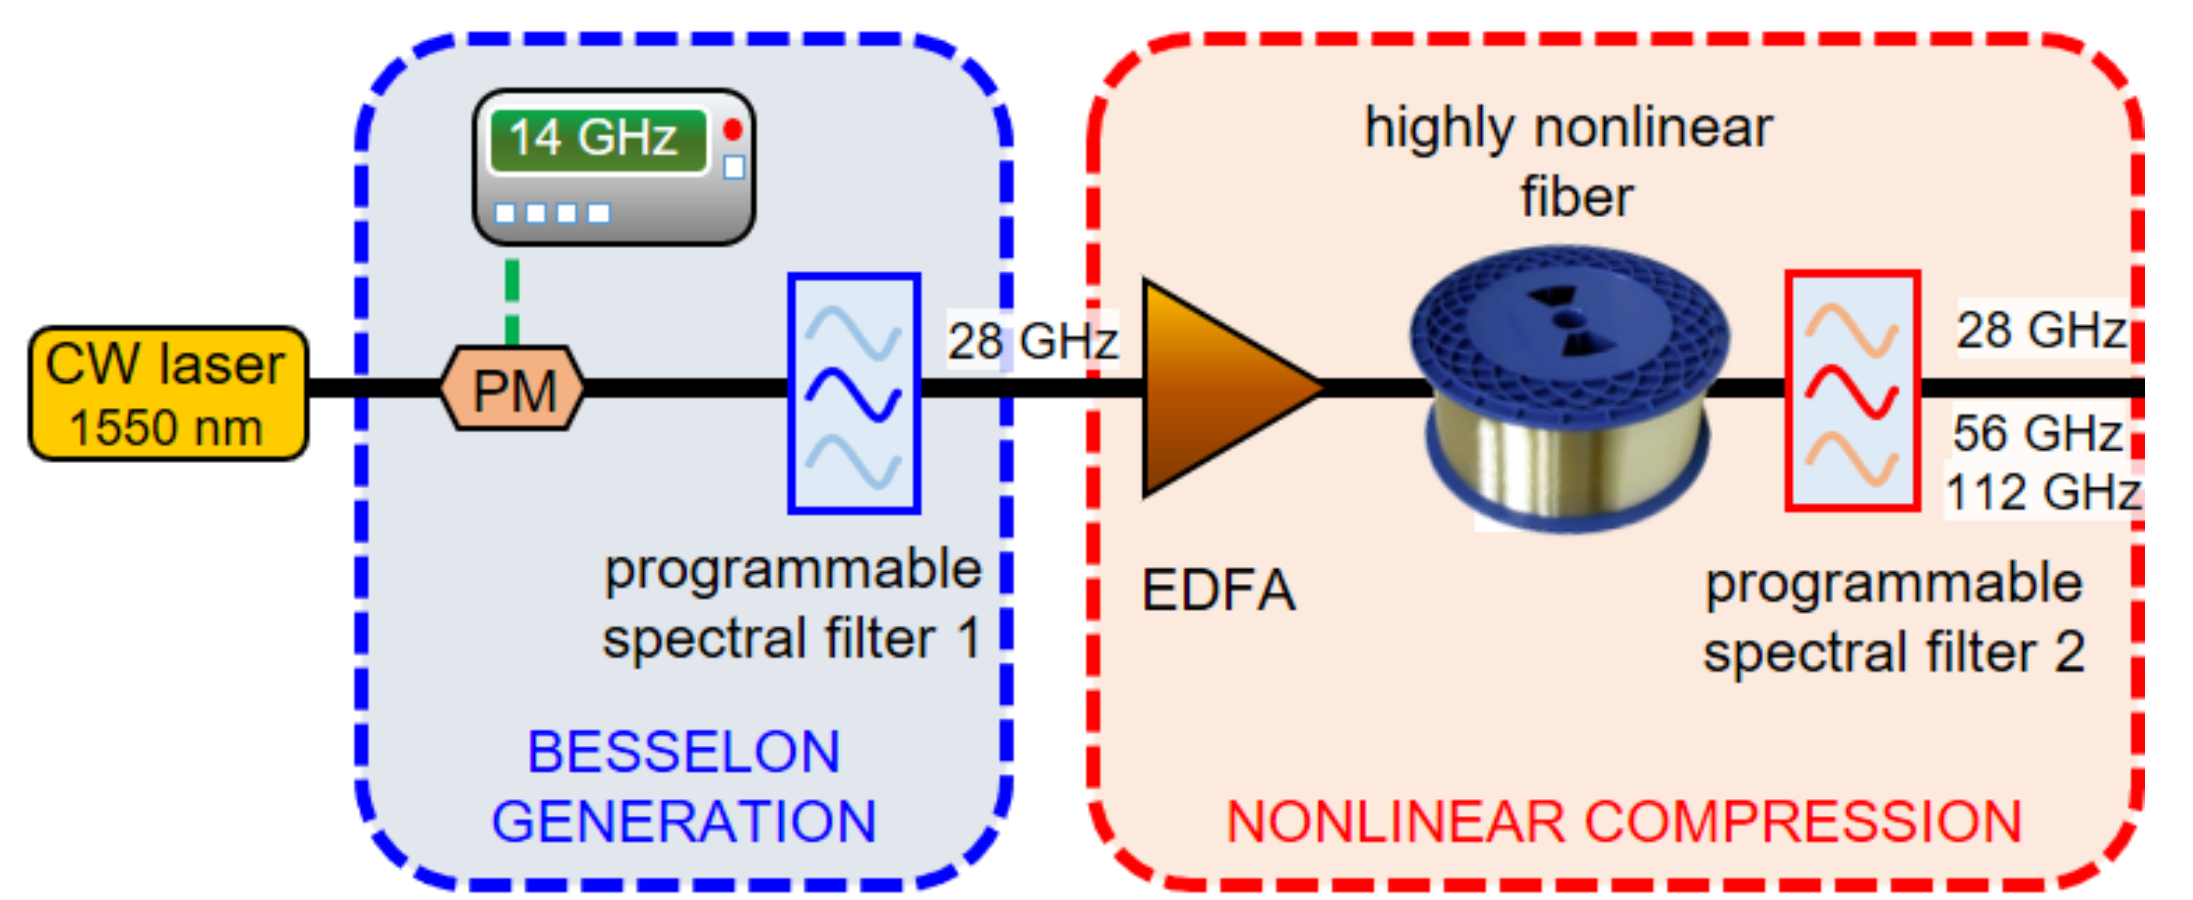 14 GHz
CW laser
1550 nm
PM
28 GHz
programmable
spectral filter 1
BESSELON
GENERATION
highly nonlinear
fiber
EDFA
28 GHz
56 GHz
112 GHz
programmable
spectral filter 2
NONLINEAR COMPRESSION